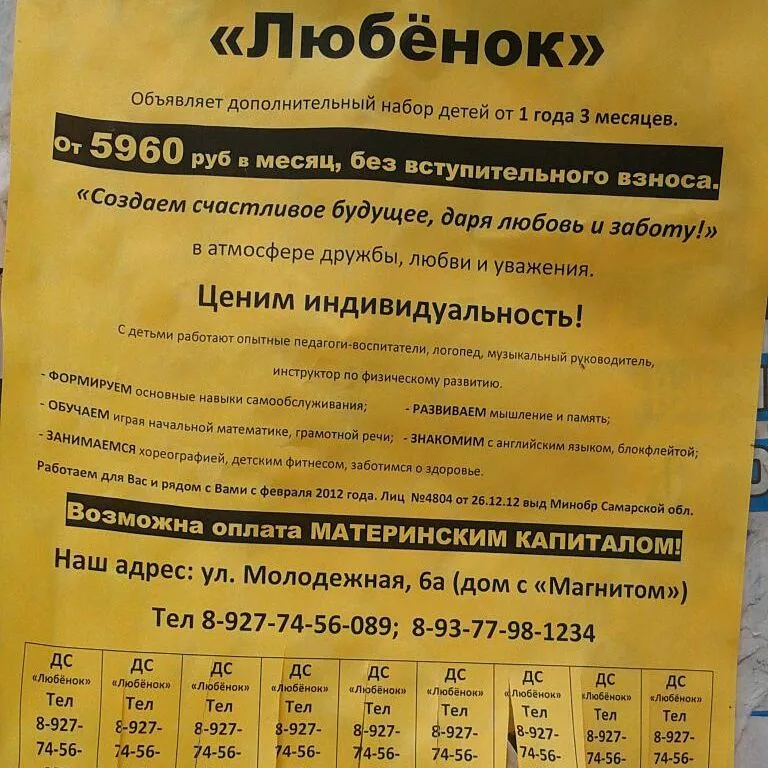 «Любёнок»
Объявляет дополнительный набор детей от 1 года 3 месяцев.
От 5960 руб в месяц, без вступительного взноса.
«Создаем счастливое будущее, даря любовь и заботу!»
в атмосфере дружбы, любви и уважения.
Ценим индивидуальность!
С детьми работают опытные педагоги-воспитатели, логопед, музыкальный руководитель,
инструктор по физическому развитию.
- ФОРМИРУЕМ основные навыки самообслуживания; - РАЗВИВАЕМ мышление и память;
- ОБУЧАЕМ играя начальной математике, грамотной речи; - ЗНАКОМИМ с английским языком, блокфлейтой;
- ЗАНИМАЕМСЯ хореографией, детским фитнесом, заботимся о здоровье.
Работаем для Вас и рядом с Вами с февраля 2012 года. Лиц №4804 от 26.12.12 выд Минобр Самарской обл.
Возможна оплата МАТЕРИНСКИМ КАПИТАЛОМ!
Наш адрес: ул. Молодежная, 6а (дом с «Магнитом»)
Тел 8-927-74-56-089; 8-93-77-98-1234
ДС ДС ДС ДС ДС ДС ДС ДС ДС
«Любёнок» «Любёнок» «Любёнок» «Любёнок» «Любёнок» «Любёнок» «Любёнок» «Любёнок» «Любёнок»
Тел Тел Тел Тел Тел Тел Тел Тел Тел
8-927- 8-927- 8-927- 8-927- 8-927- 8-927- 8-927- 8-927- 8-927-
74-56- 74-56- 74-56- 74-56- 74-56- 74-56- 74-56- 74-56- 74-56-